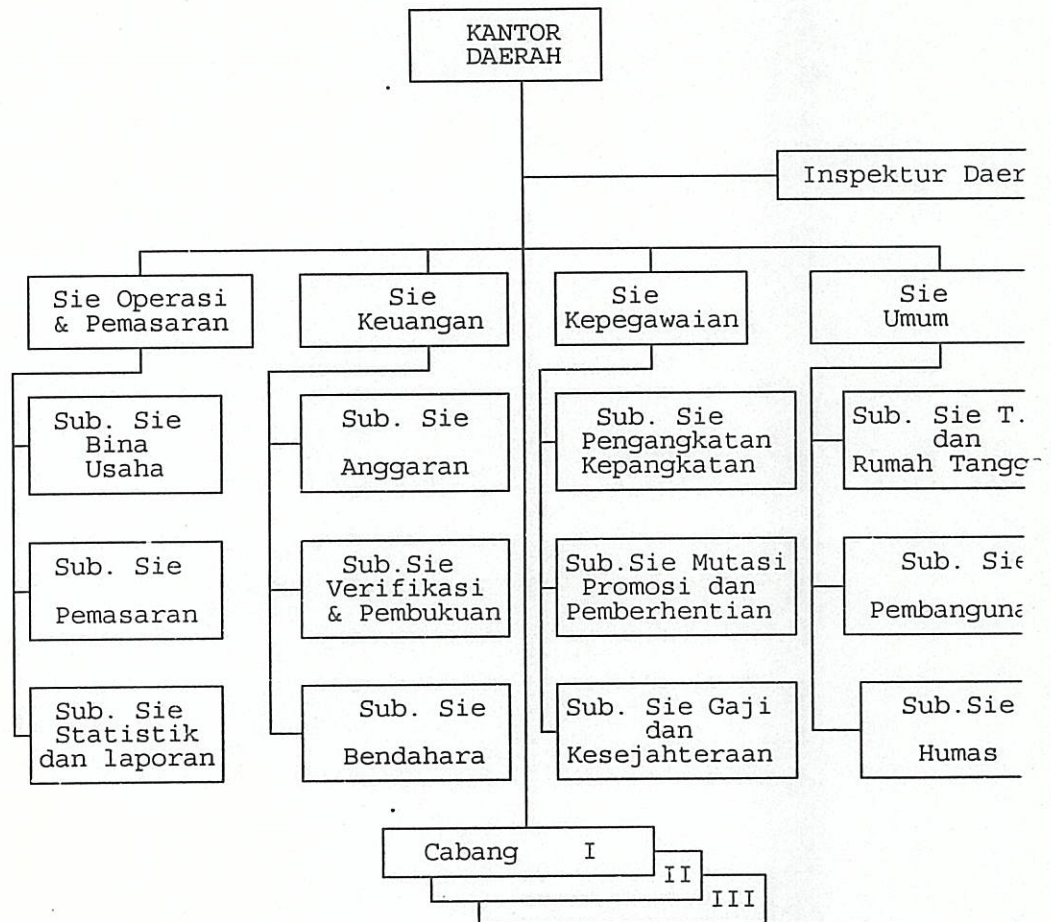 KANTOR
DAERAH
Inspektur
Sie Operasi
& Pemasaran
Sie
Keuangan
Sie
Kepegawaian
Sie
Umum
Sub. Sie
Bina
Usaha
Sub. Sie
Anggaran
Sub. Sie
Pengangkatan
Kepangkatan
Sub. Sie T.
dan
Rumah
Sub. Sie
Pemasaran
Sub.Sie
Verifikasi
& Pembukuan
Sub.Sie Mutasi
Promosi dan
Pemberhentian
Sub. Sie
Sub. Sie
Statistik
dan laporan
Sub. Sie
Bendahara
Sub. Sie Gaji
dan
Kesejahteraan
Sub.Sie
Humas
Cabang I
II
III